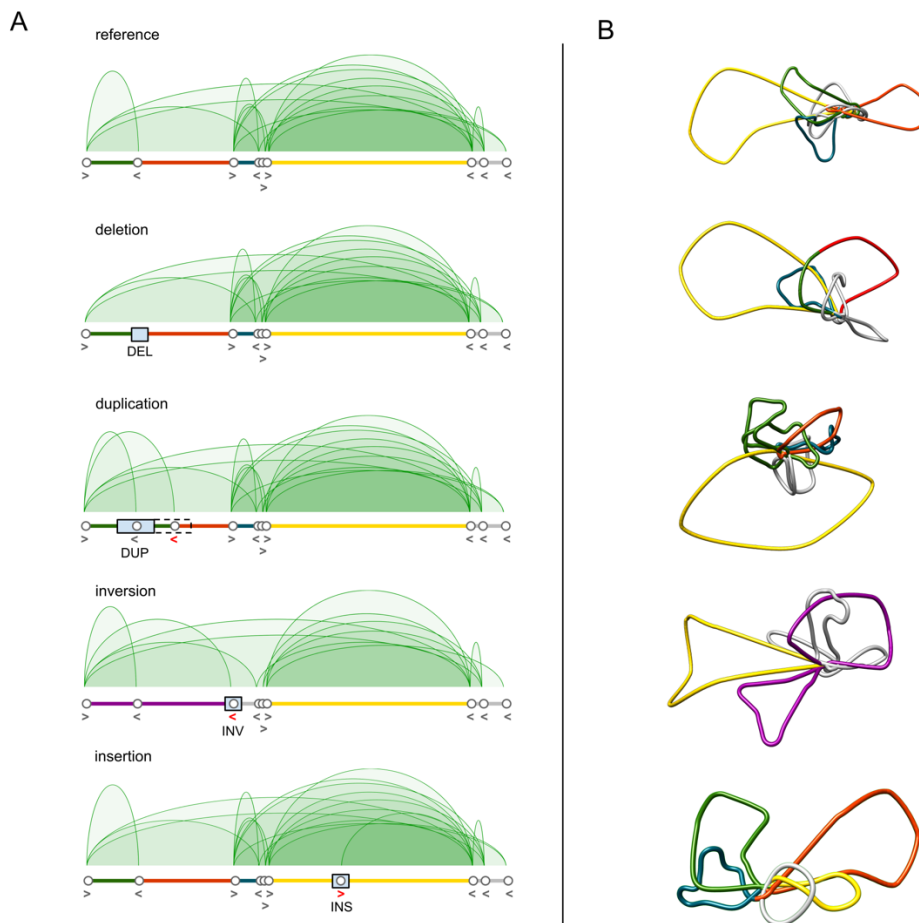 A
B
reference
> < > < < < <
>
deletion
> > < < < <
DEL
>
duplication
> < < > < < < <
DUP
>
inversion
> < < < < < <
INV
>
insertion
> < > < > < < <
INS
>